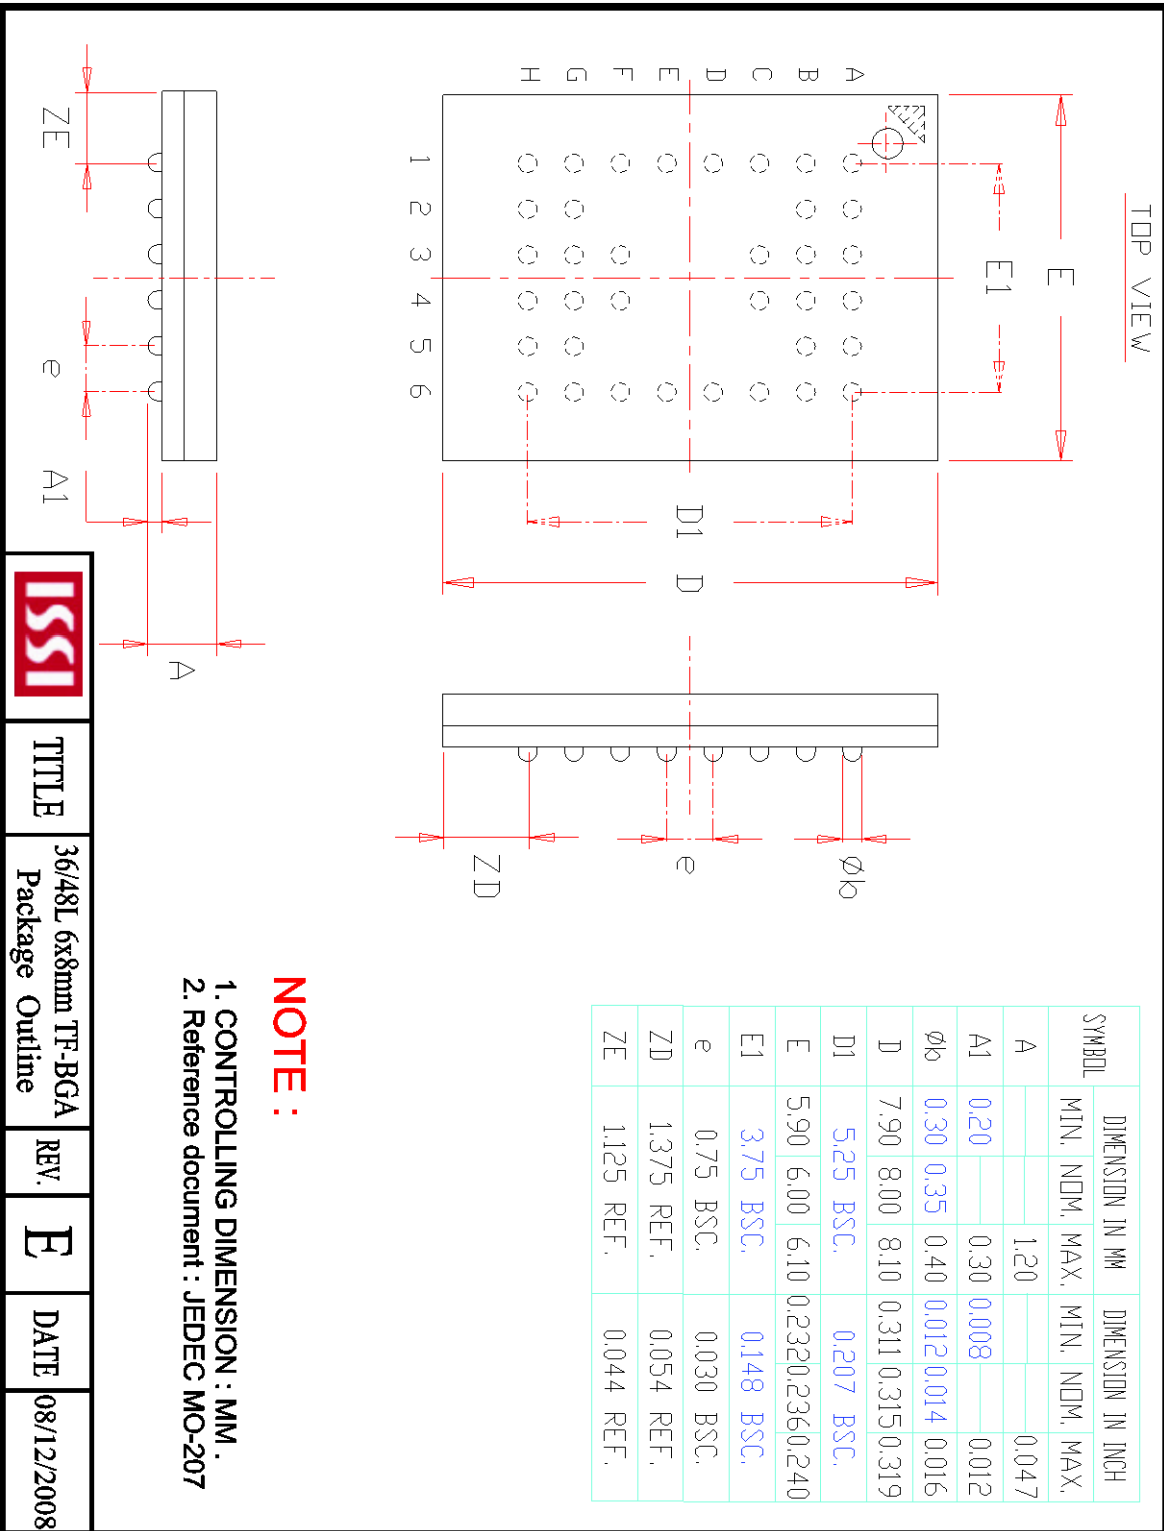 TOP VIEW
E
E1
A
B
C
D
E
F
G
H
1
2
3
4
5
6
D1
D
ZE
e
A1
A
Øb
e
ZD
SYMBOL DIMENSION IN MM DIMENSION IN INCH
MIN. NOM. MAX. MIN. NOM. MAX.
A 1.20 0.047
A1 0.20 0.30 0.008 0.012
Øb 0.30 0.35 0.40 0.012 0.014 0.016
D 7.90 8.00 8.10 0.311 0.315 0.319
D1 5.25 BSC. 0.207 BSC.
E 5.90 6.00 6.10 0.232 0.236 0.240
E1 3.75 BSC. 0.148 BSC.
e 0.75 BSC. 0.030 BSC.
ZD 1.375 REF. 0.054 REF.
ZE 1.125 REF. 0.044 REF.
NOTE :
1. CONTROLLING DIMENSION : MM .
2. Reference document : JEDEC MO-207
ISSI
TITLE
36/48L 6x8mm TF-BGA
Package Outline
REV.
E
DATE
08/12/2008